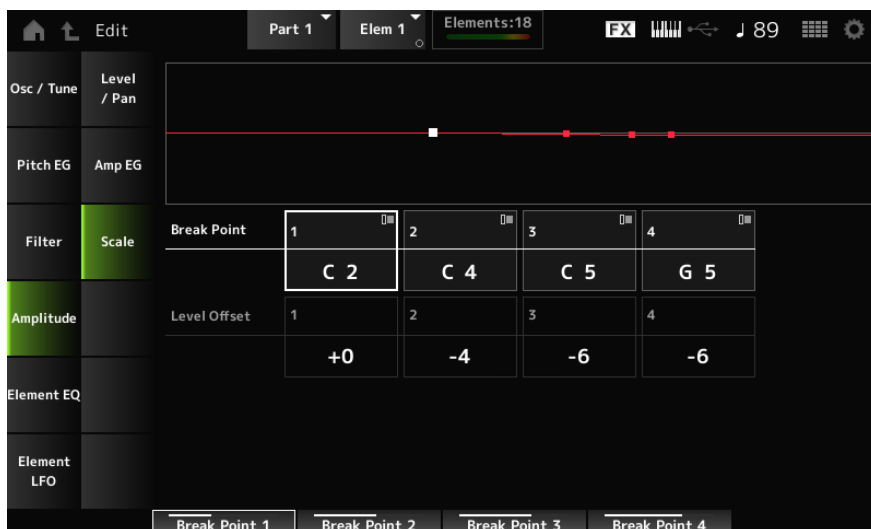 Edit Part 1 Elem 1 Elements:18 FX ♩ 89
Osc / Tune
Level
/ Pan
Pitch EG
Amp EG
Filter
Scale
Amplitude
Element EQ
Element
LFO
Break Point 1 2 3 4
C 2 C 4 C 5 G 5
Level Offset 1 2 3 4
+0 -4 -6 -6
Break Point 1 Break Point 2 Break Point 3 Break Point 4